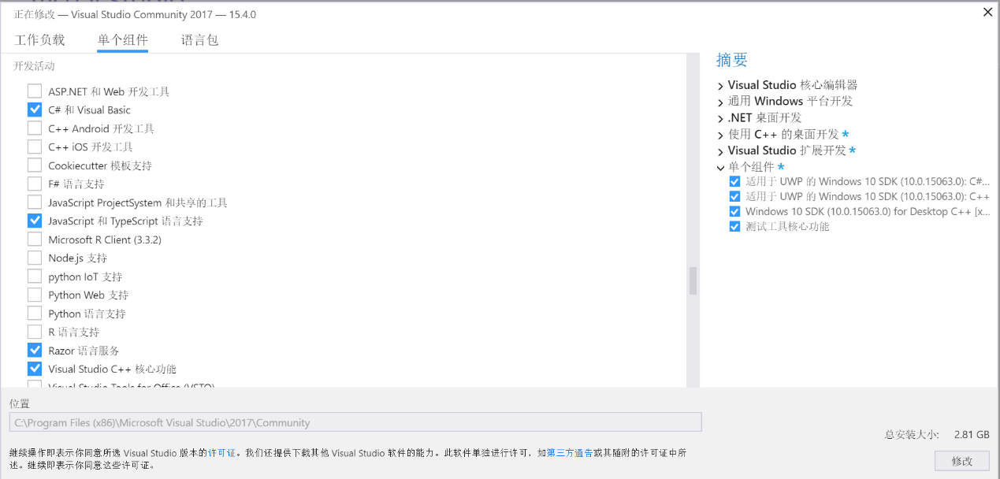 正在修改 — Visual Studio Community 2017 — 15.4.0
工作负载 单个组件 语言包
开发活动
ASP.NET 和 Web 开发工具
C# 和 Visual Basic
C++ Android 开发工具
C++ iOS 开发工具
Cookiecutter 模板支持
F# 语言支持
JavaScript ProjectSystem 和共享的工具
JavaScript 和 TypeScript 语言支持
Microsoft R Client (3.3.2)
Node.js 支持
python IoT 支持
Python Web 支持
Python 语言支持
R 语言支持
Razor 语言服务
Visual Studio C++ 核心功能
Visual Studio Tools for Office (VSTO)
摘要
Visual Studio 核心编辑器
通用 Windows 平台开发
.NET 桌面开发
使用 C++ 的桌面开发 *
Visual Studio 扩展开发 *
单个组件 *
适用于 UWP 的 Windows 10 SDK (10.0.15063.0): C#...
适用于 UWP 的 Windows 10 SDK (10.0.15063.0): C++
Windows 10 SDK (10.0.15063.0) for Desktop C++ [x...
测试工具核心功能
位置
C:\Program Files (x86)\Microsoft Visual Studio\2017\Community
继续操作即表示你同意所选 Visual Studio 版本的许可证。我们还提供下载其他 Visual Studio 软件的能力。此软件单独进行许可，如第三方通告或其随附的许可证中所
述。继续即表示你同意这些许可证。
总安装大小: 2.81 GB
修改